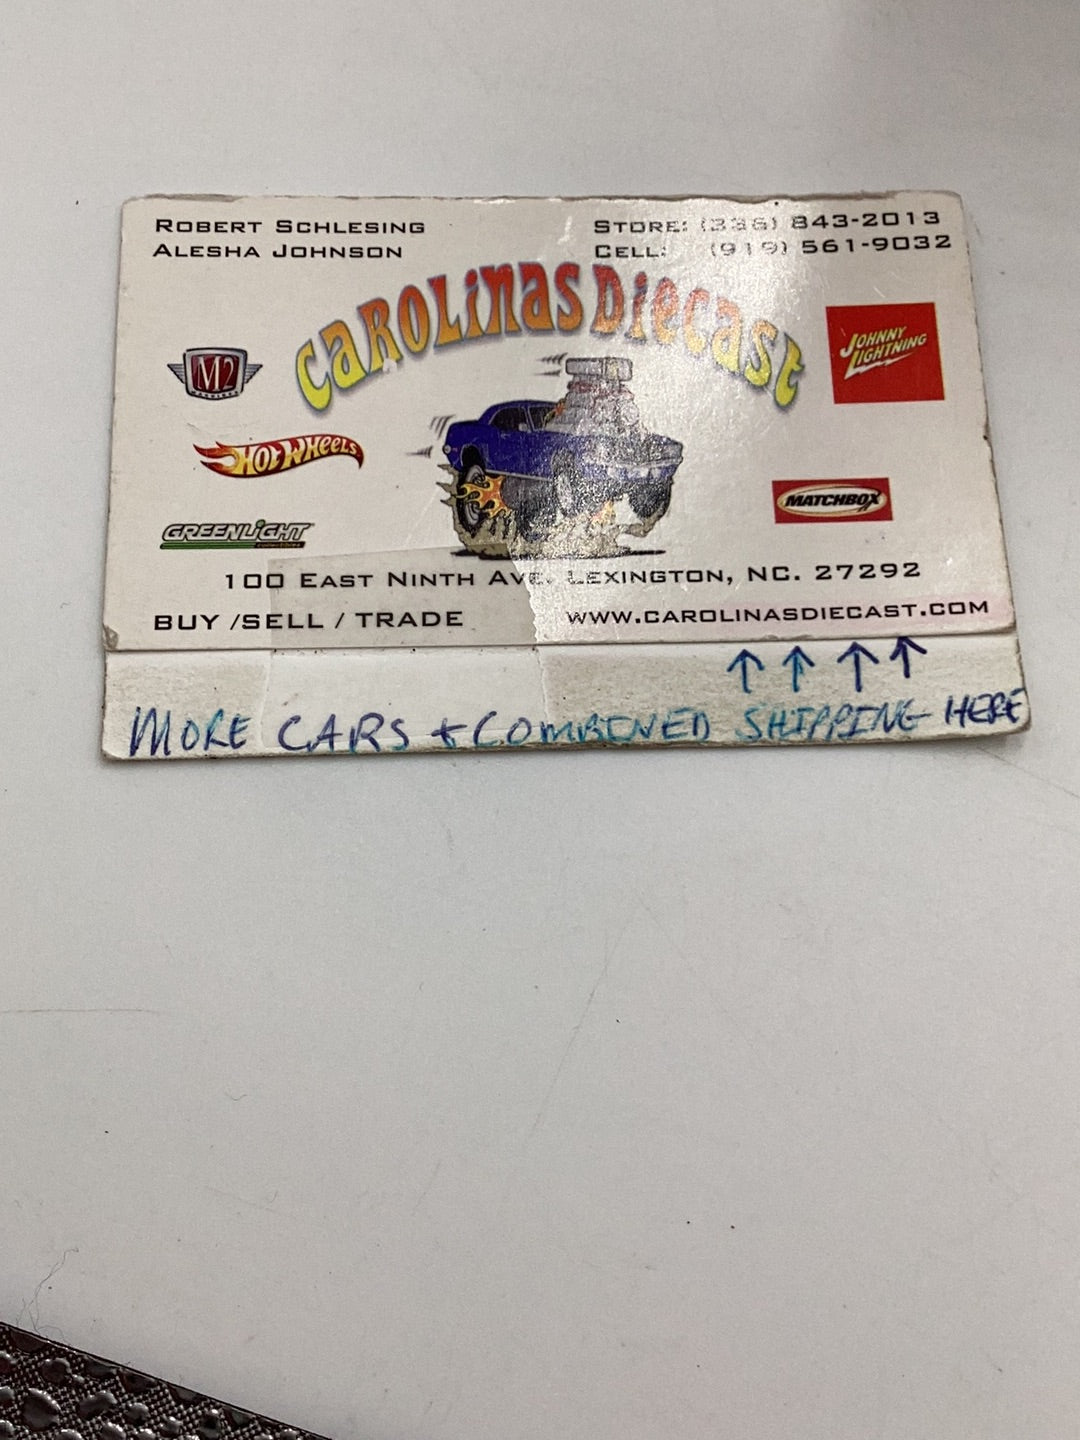 ROBERT SCHLESING
ALESHA JOHNSON
STORE: (336) 843-2013
CELL: (919) 561-9032
CAROLINAS DIECAST
M2
JOHNNY LIGHTNING
HOT WHEELS
MATCHBOX
GREENLIGHT
100 EAST NINTH AVE. LEXINGTON, NC. 27292
BUY /SELL / TRADE
WWW.CAROLINASDIECAST.COM
MORE CARS + COMBINED SHIPPING HERE